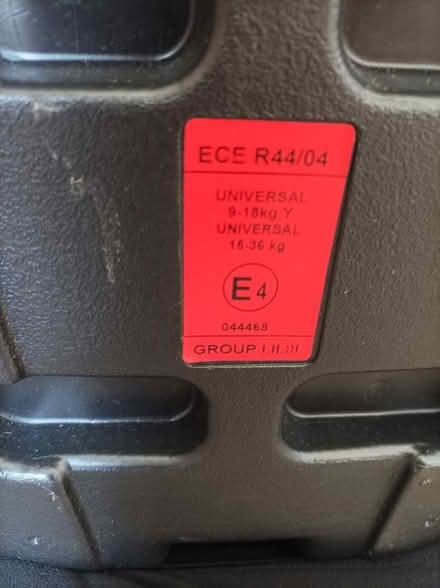 ECE R44/04
UNIVERSAL
9-18kg Y
UNIVERSAL
15-36 kg
E4
044468
GROUP I.II.III